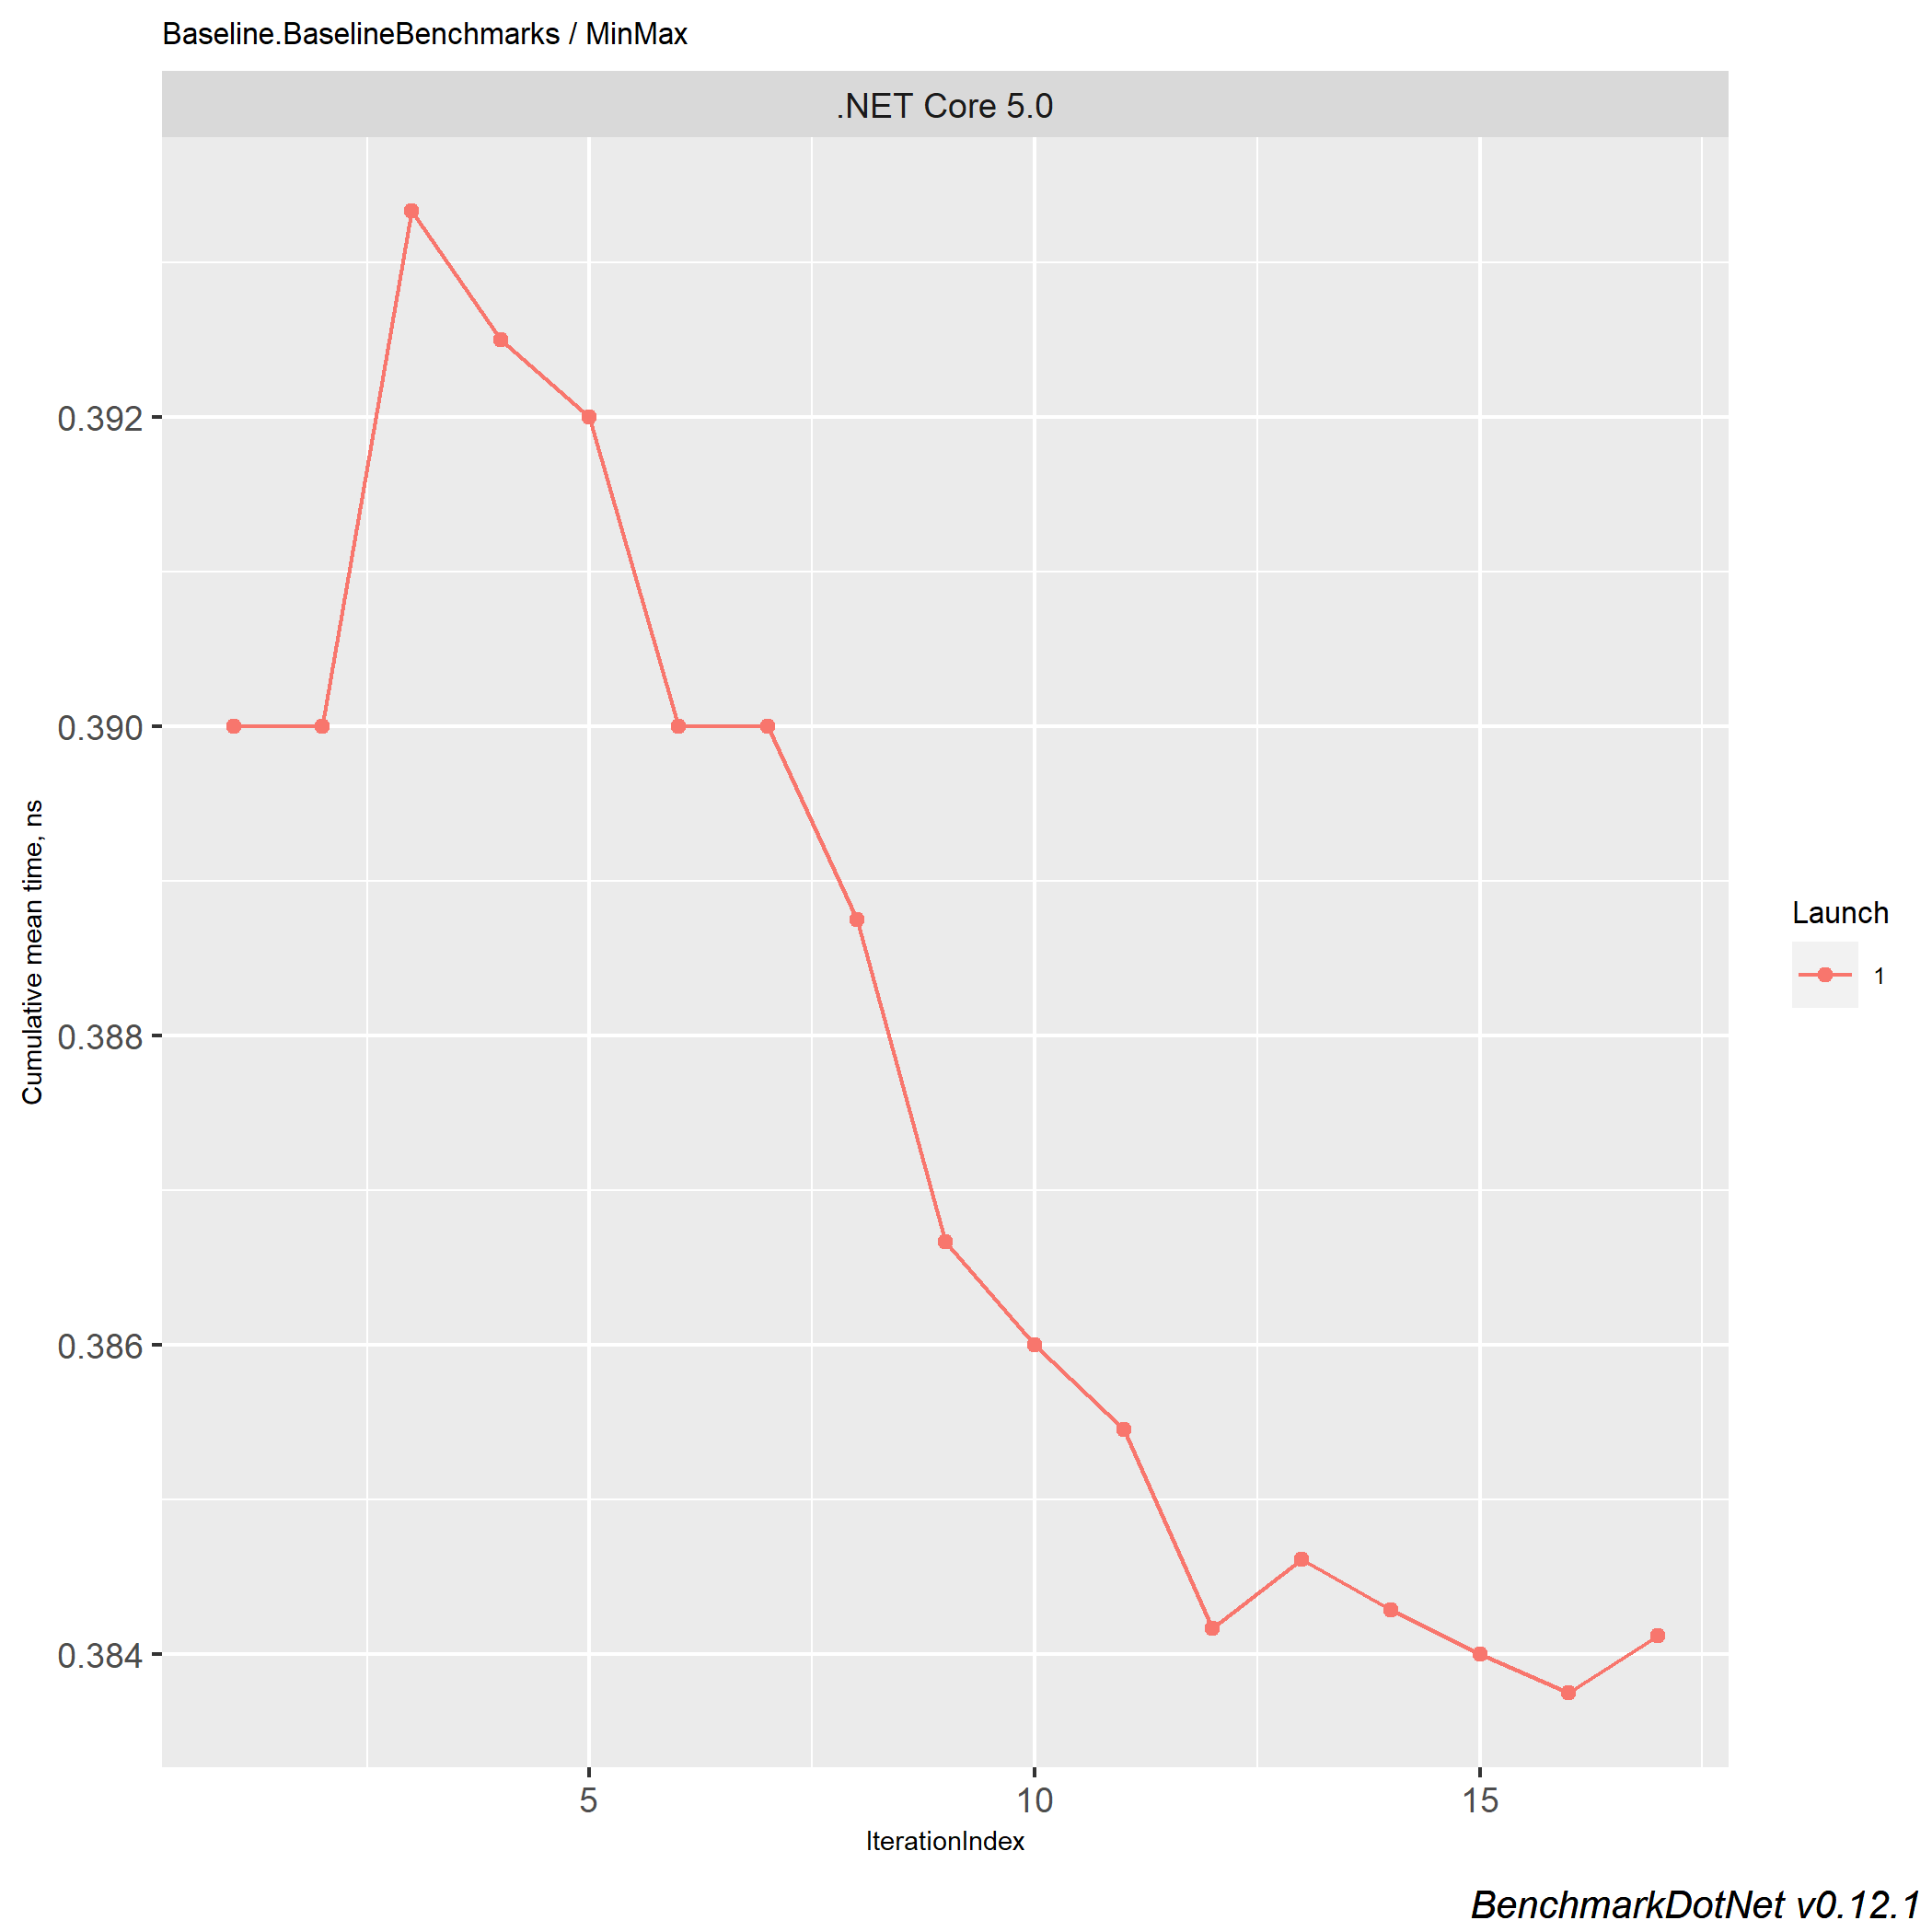 Baseline.BaselineBenchmarks / MinMax
.NET Core 5.0
0.392
0.390
0.388
0.386
0.384
Cumulative mean time, ns
5
10
15
IterationIndex
Launch
1
BenchmarkDotNet v0.12.1